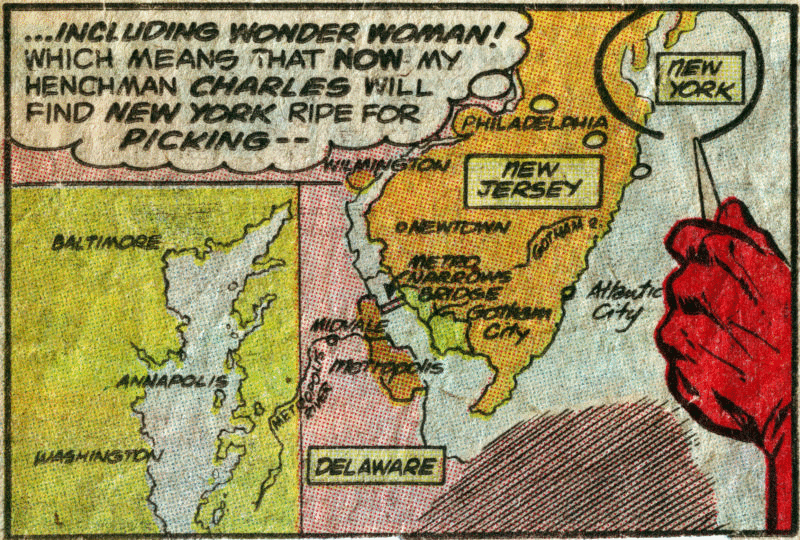 ...INCLUDING WONDER WOMAN!
WHICH MEANS THAT NOW MY
HENCHMAN CHARLES WILL
FIND NEW YORK RIPE FOR
PICKING--
NEW
YORK
PHILADELPHIA
WILMINGTON
NEW
JERSEY
NEWTOWN
GOTHAM R.
METRO
NARROWS
BRIDGE
Gotham
City
Atlantic
City
MIDVALE
Metropolis
METROPOLIS
RIVER
BALTIMORE
ANNAPOLIS
WASHINGTON
DELAWARE